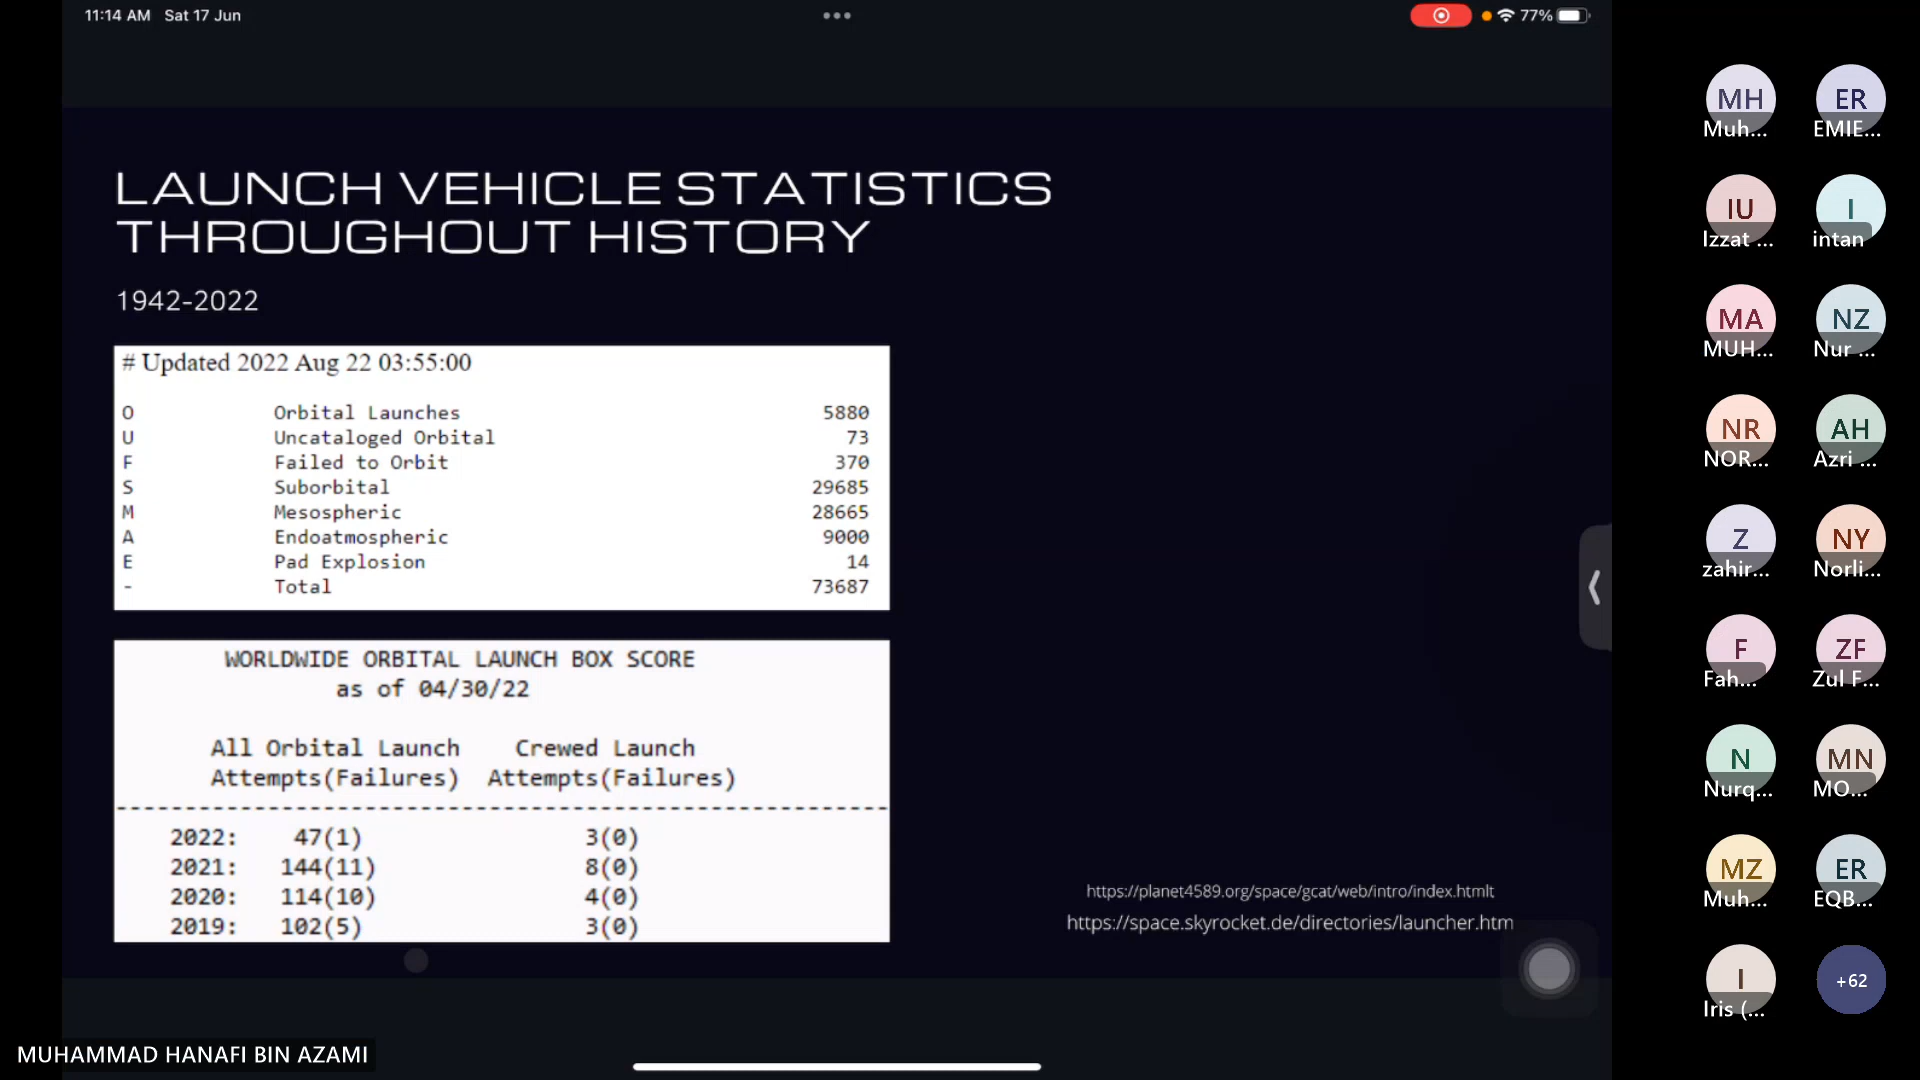 11:14 AM Sat 17 Jun
77%
LAUNCH VEHICLE STATISTICS
THROUGHOUT HISTORY
1942-2022
# Updated 2022 Aug 22 03:55:00
O Orbital Launches 5880
U Uncataloged Orbital 73
F Failed to Orbit 370
S Suborbital 29685
M Mesospheric 28665
A Endoatmospheric 9000
E Pad Explosion 14
- Total 73687
WORLDWIDE ORBITAL LAUNCH BOX SCORE
as of 04/30/22
All Orbital Launch Crewed Launch
Attempts(Failures) Attempts(Failures)
2022: 47(1) 3(0)
2021: 144(11) 8(0)
2020: 114(10) 4(0)
2019: 102(5) 3(0)
https://planet4589.org/space/gcat/web/intro/index.htmlt
https://space.skyrocket.de/directories/launcher.htm
MUHAMMAD HANAFI BIN AZAMI
MH ER
Muh... EMIE...
IU I
Izzat ... intan
MA NZ
MUH... Nur ...
NR AH
NOR... Azri ...
Z NY
zahir... Norli...
F ZF
Fah... Zul F...
N MN
Nurq... MO...
MZ ER
Muh... EQB...
I +62
Iris (...